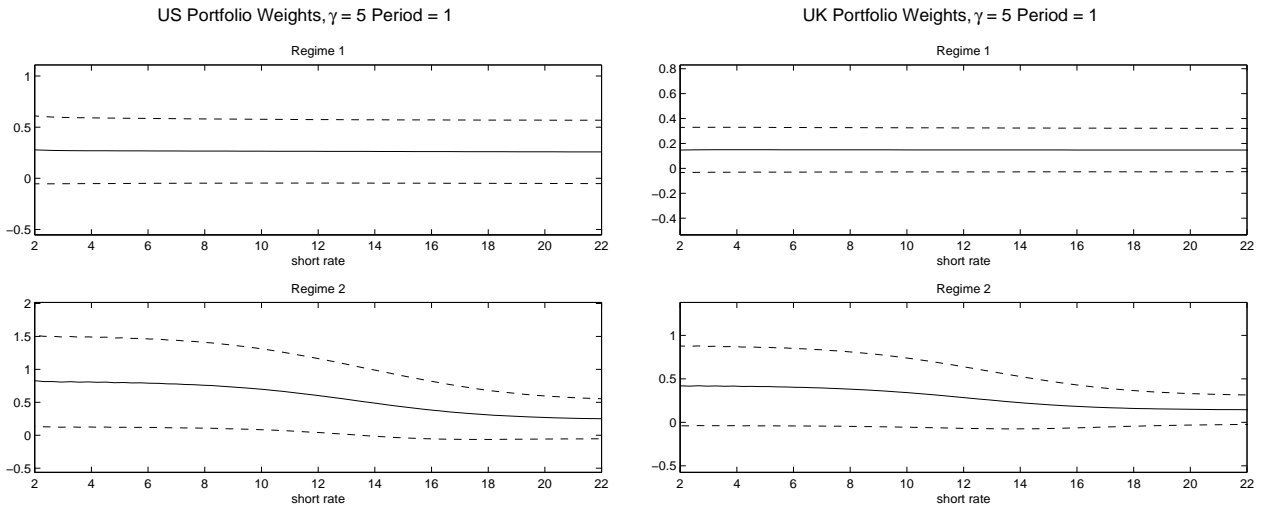 US Portfolio Weights, γ = 5 Period = 1
Regime 1
1
0.5
0
−0.5
2 4 6 8 10 12 14 16 18 20 22
short rate
Regime 2
2
1.5
1
0.5
0
−0.5
2 4 6 8 10 12 14 16 18 20 22
short rate
UK Portfolio Weights, γ = 5 Period = 1
Regime 1
0.8
0.6
0.4
0.2
0
−0.2
−0.4
2 4 6 8 10 12 14 16 18 20 22
short rate
Regime 2
1
0.5
0
−0.5
2 4 6 8 10 12 14 16 18 20 22
short rate